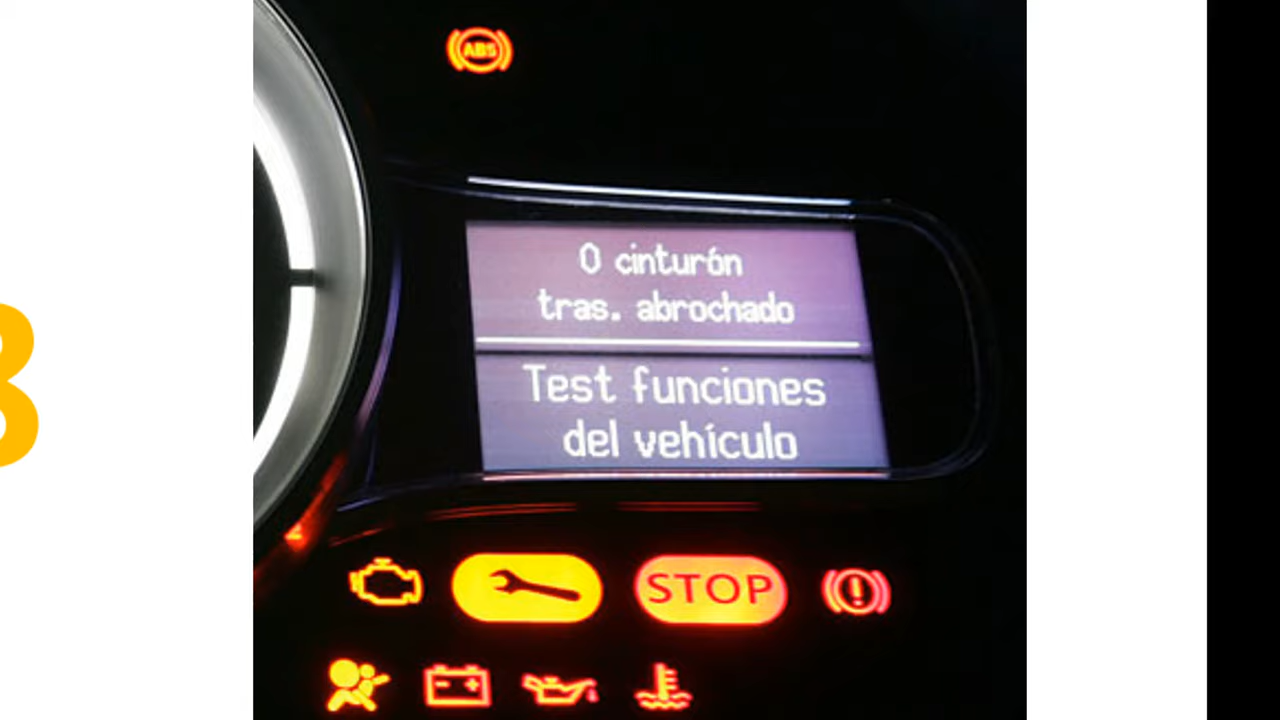 ABS
0 cinturón
tras. abrochado
Test funciones
del vehículo
STOP